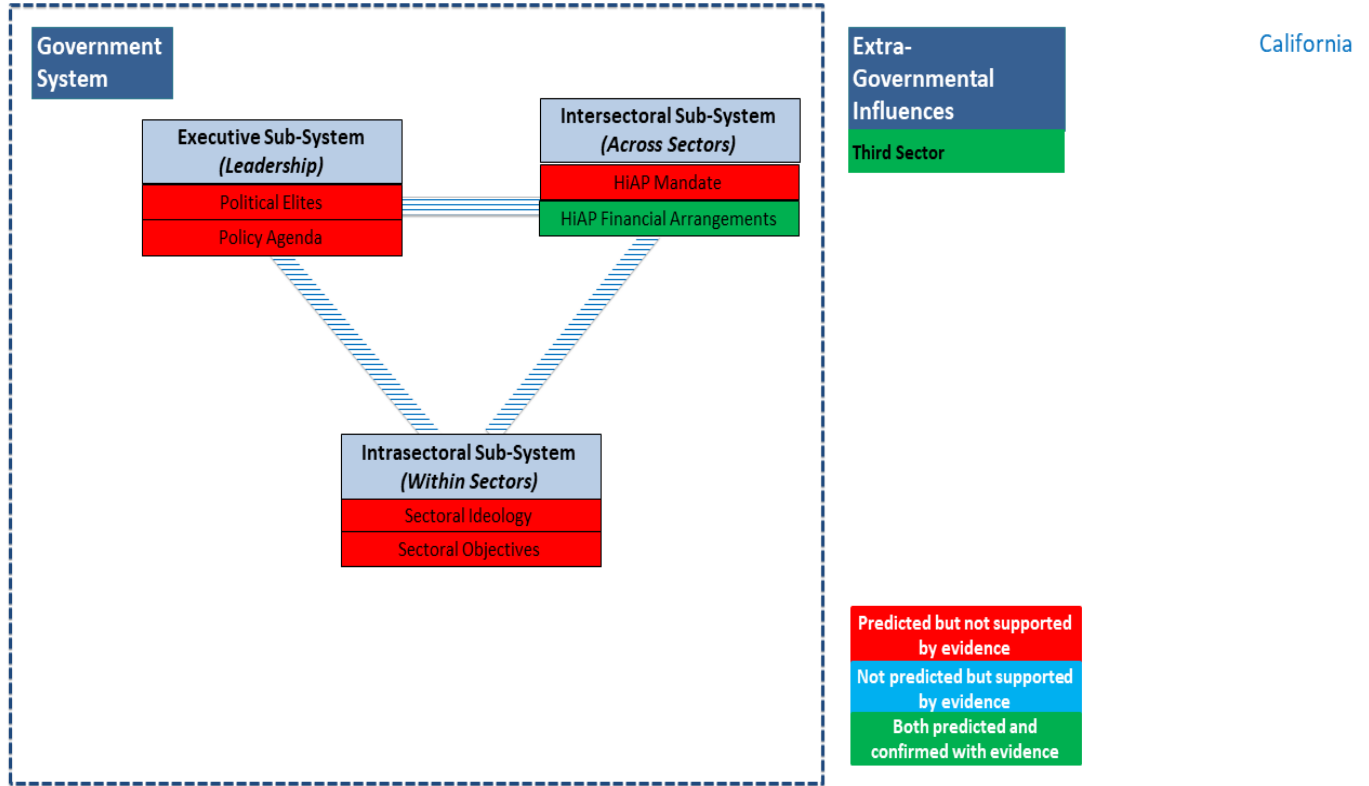 Government
System
Executive Sub-System
(Leadership)
Political Elites
Policy Agenda
Intersectoral Sub-System
(Across Sectors)
HiAP Mandate
HiAP Financial Arrangements
Intrasectoral Sub-System
(Within Sectors)
Sectoral Ideology
Sectoral Objectives
Extra-
Governmental
Influences
Third Sector
California
Predicted but not supported
by evidence
Not predicted but supported
by evidence
Both predicted and
confirmed with evidence